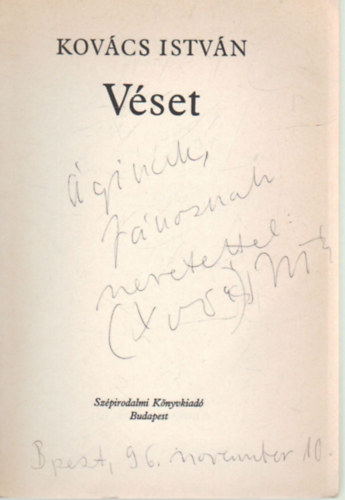 KOVÁCS ISTVÁN
Véset
Áginak,
Jánosnak
szeretettel:
Szépirodalmi Könyvkiadó
Budapest
Bpest, 96. november 10.